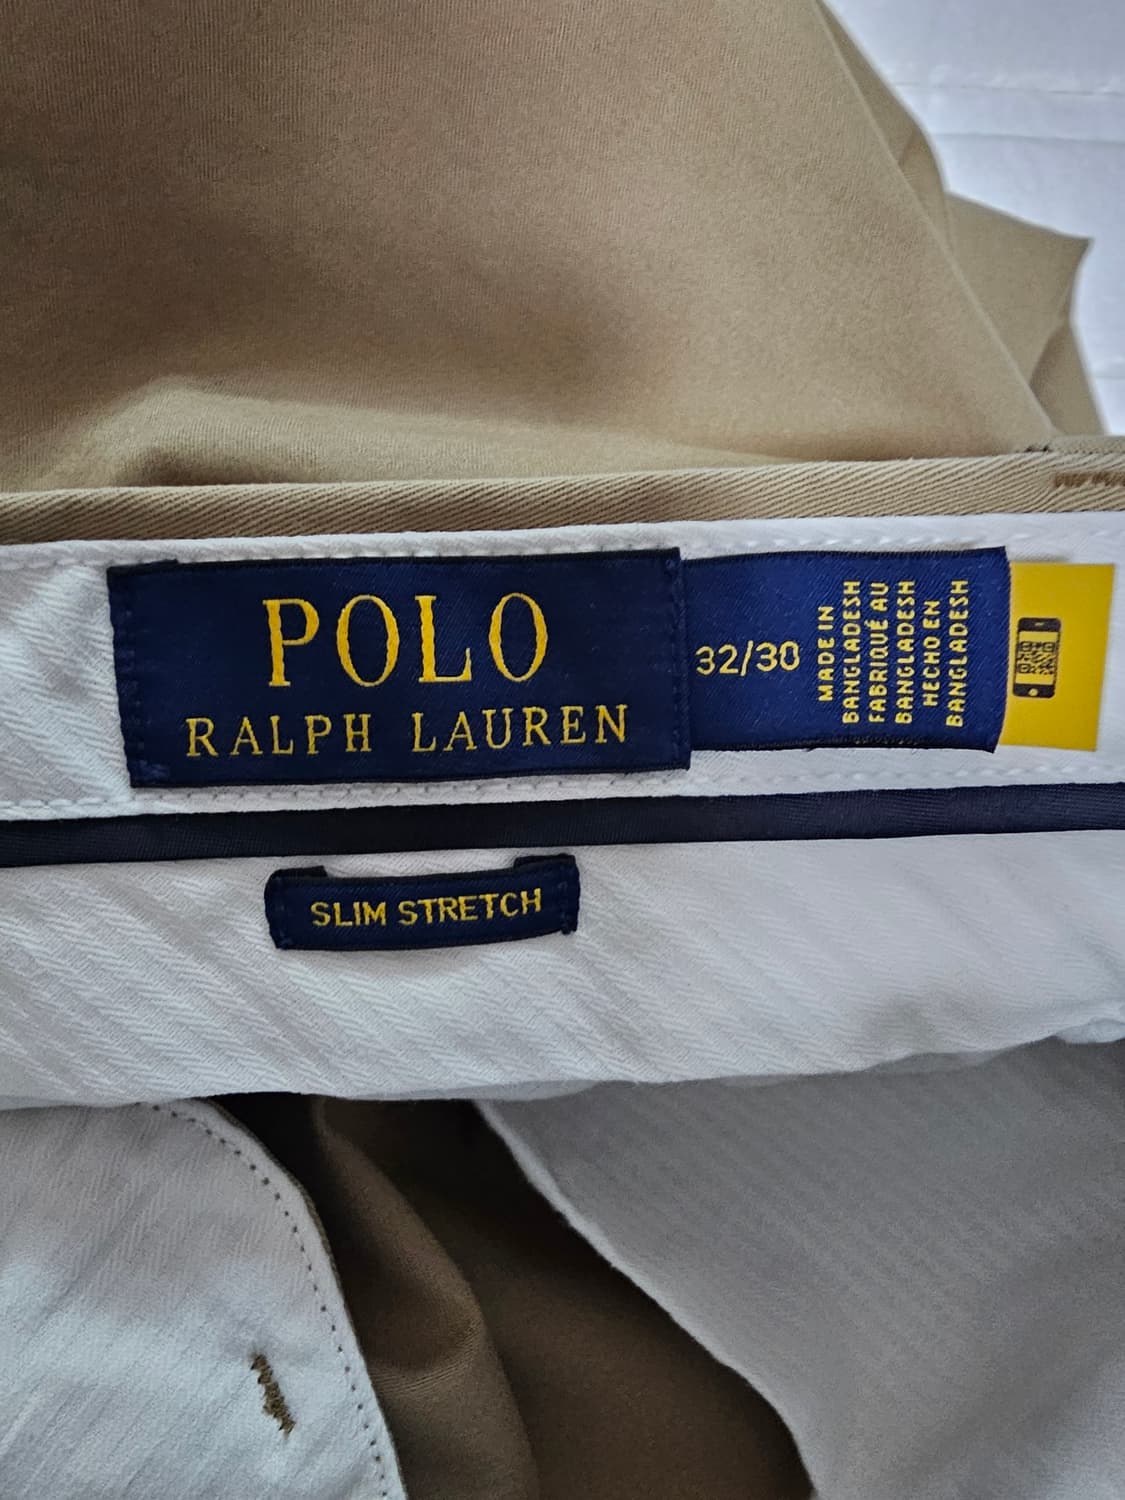 POLO
RALPH LAUREN
32/30
MADE IN
BANGLADESH
FABRIQUÉ AU
BANGLADESH
HECHO EN
BANGLADESH
SLIM STRETCH